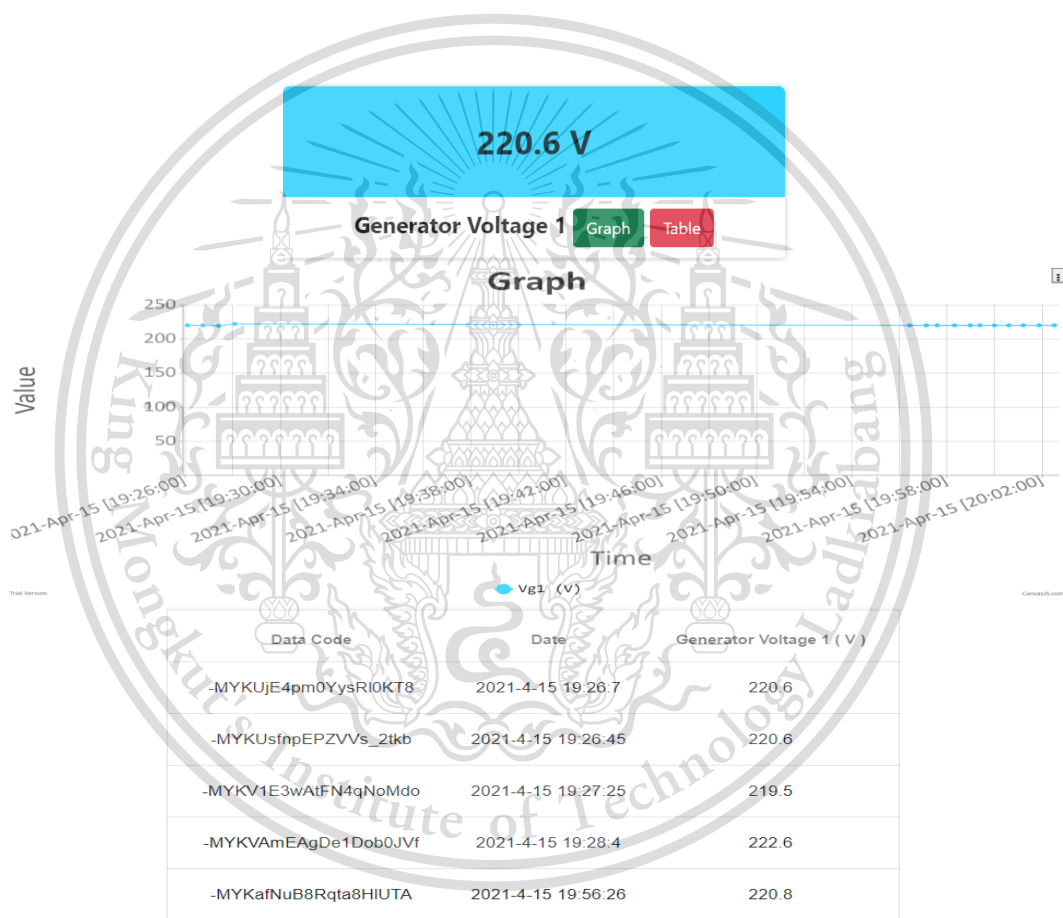 220.6 V
Generator Voltage 1 Graph Table
Graph
250
200
150
100
50
Value
021-Apr-15 [19:26:00]
2021-Apr-15 [19:30:00]
2021-Apr-15 [19:34:00]
2021-Apr-15 [19:38:00]
2021-Apr-15 [19:42:00]
2021-Apr-15 [19:46:00]
2021-Apr-15 [19:50:00]
2021-Apr-15 [19:54:00]
2021-Apr-15 [19:58:00]
2021-Apr-15 [20:02:00]
Time
Vg1 (V)
Trial Version CanvasJS.com
Data Code Date Generator Voltage 1 ( V )
-MYKUjE4pm0YysRI0KT8 2021-4-15 19:26:7 220.6
-MYKUsfnpEPZVVs_2tkb 2021-4-15 19:26:45 220.6
-MYKV1E3wAtFN4qNoMdo 2021-4-15 19:27:25 219.5
-MYKVAmEAgDe1Dob0JVf 2021-4-15 19:28:4 222.6
-MYKafNuB8Rqta8HIUTA 2021-4-15 19:56:26 220.8
King Mongkut's Institute of Technology Ladkrabang